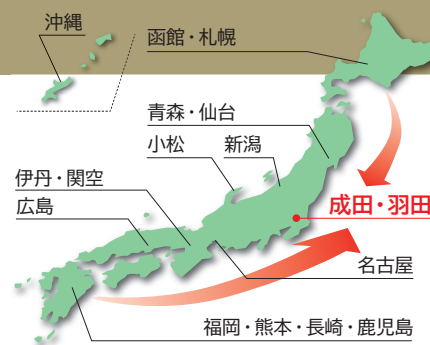 沖縄
函館・札幌
青森・仙台
小松
新潟
伊丹・関空
広島
成田・羽田
名古屋
福岡・熊本・長崎・鹿児島